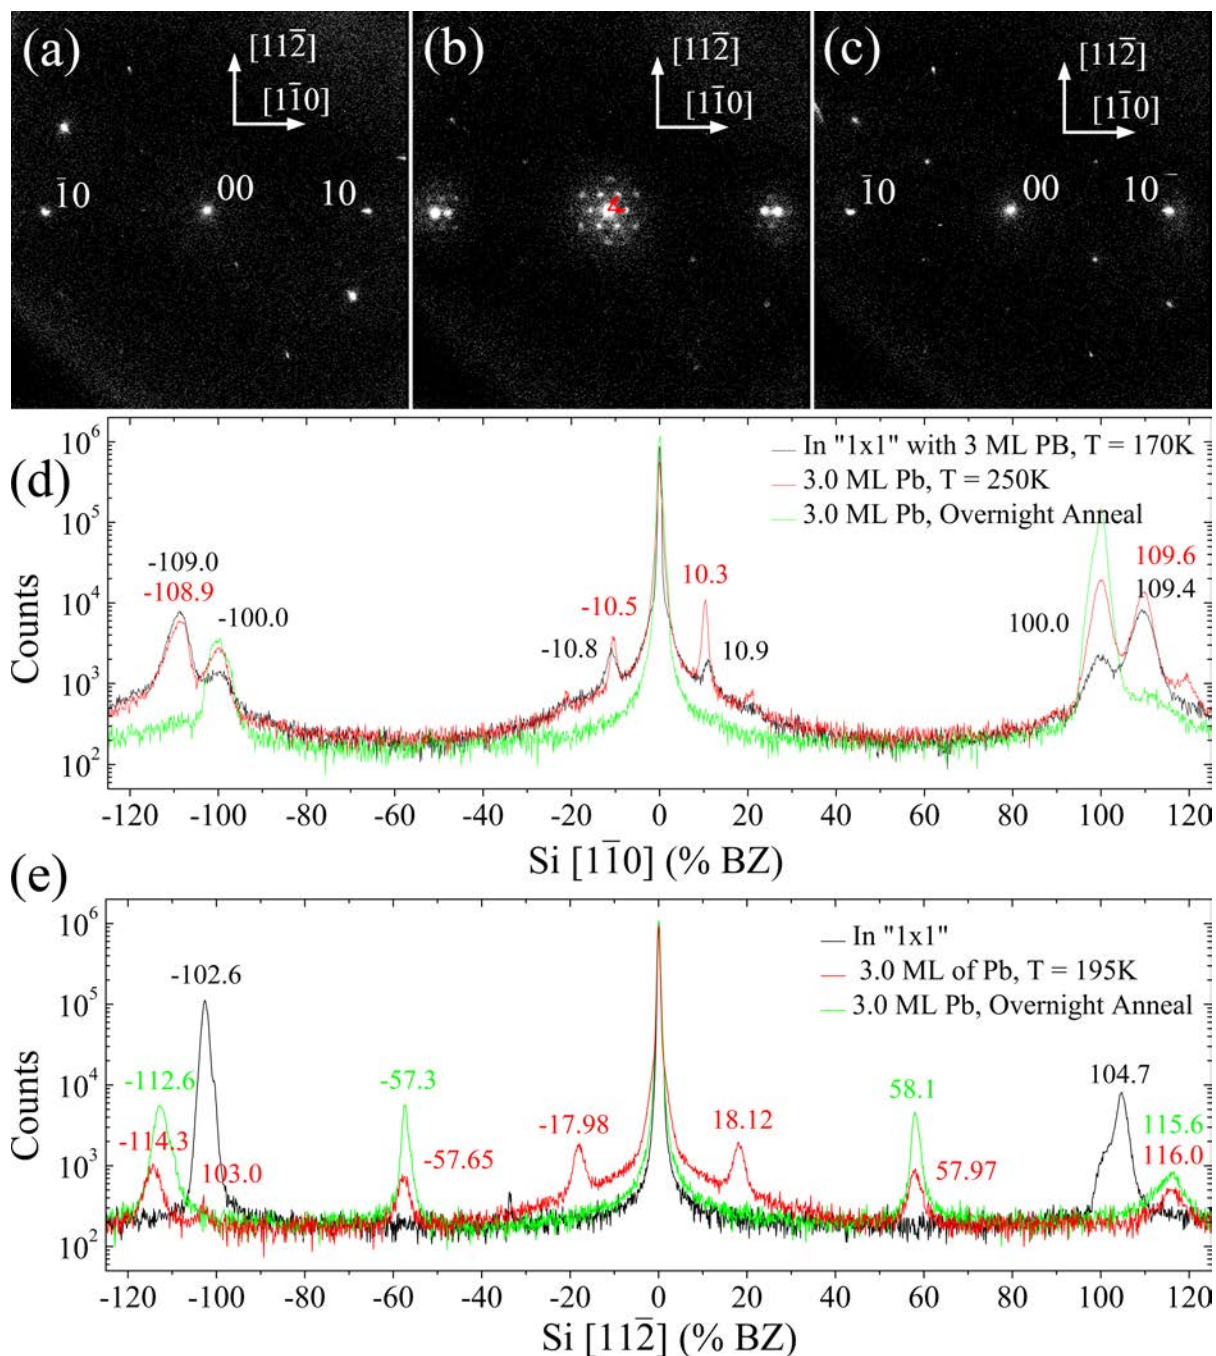 (a)
[112̅]
[11̅0]
1̅0
00
10
(b)
[112̅]
[11̅0]
(c)
[112̅]
[11̅0]
1̅0
00
10
(d)
10⁶
10⁵
10⁴
10³
10²
Counts
In "1x1" with 3 ML PB, T = 170K
3.0 ML Pb, T = 250K
3.0 ML Pb, Overnight Anneal
-109.0
-108.9
-100.0
-10.5
-10.8
10.3
10.9
100.0
109.6
109.4
-120 -100 -80 -60 -40 -20 0 20 40 60 80 100 120
Si [11̅0] (% BZ)
(e)
10⁶
10⁵
10⁴
10³
10²
Counts
In "1x1"
3.0 ML of Pb, T = 195K
3.0 ML Pb, Overnight Anneal
-102.6
-112.6
-114.3
103.0
-57.3
-57.65
-17.98
18.12
58.1
57.97
104.7
115.6
116.0
-120 -100 -80 -60 -40 -20 0 20 40 60 80 100 120
Si [112̅] (% BZ)